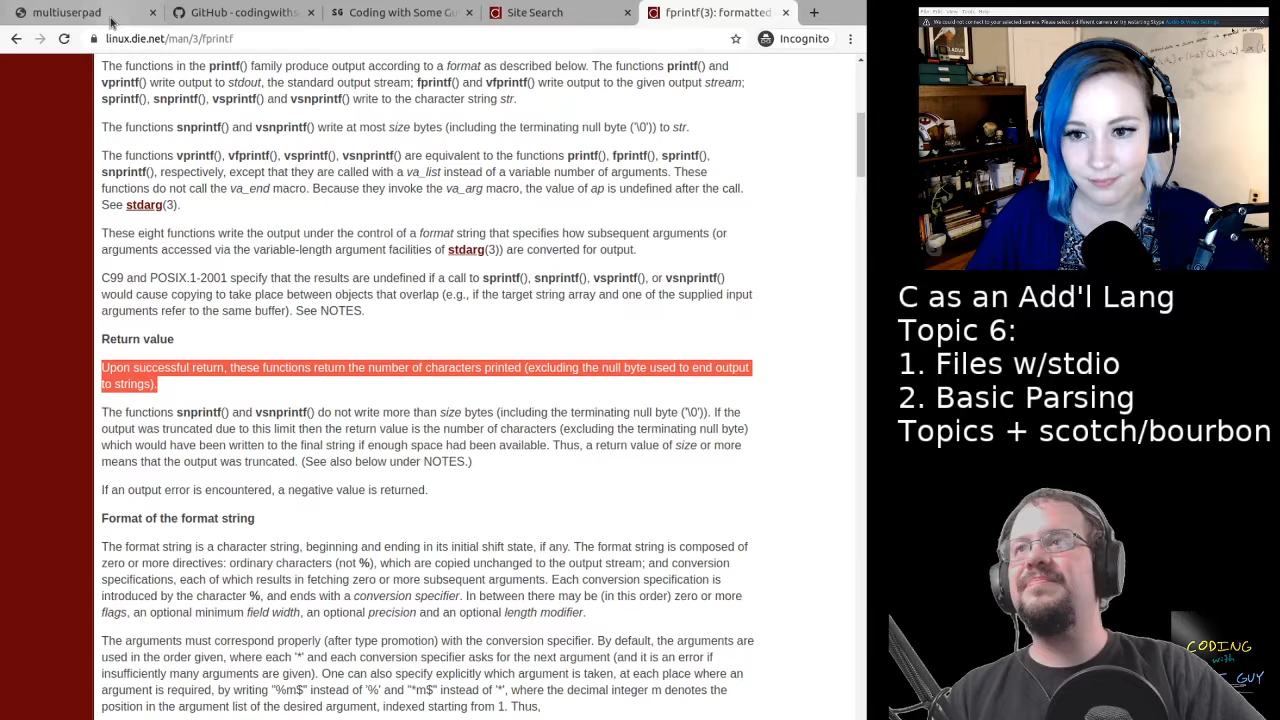 multiuserpad
GitHub - codingwiths
34 Coding with Some Gu
Site Search
fprintf(3): formatted
linux.die.net/man/3/fprintf
Incognito
The functions in the printf() family produce output according to a format as described below. The functions printf() and
vprintf() write output to stdout, the standard output stream; fprintf() and vfprintf() write output to the given output stream;
sprintf(), snprintf(), vsprintf() and vsnprintf() write to the character string str.
The functions snprintf() and vsnprintf() write at most size bytes (including the terminating null byte ('\0')) to str.
The functions vprintf(), vfprintf(), vsprintf(), vsnprintf() are equivalent to the functions printf(), fprintf(), sprintf(),
snprintf(), respectively, except that they are called with a va_list instead of a variable number of arguments. These
functions do not call the va_end macro. Because they invoke the va_arg macro, the value of ap is undefined after the call.
See stdarg(3).
These eight functions write the output under the control of a format string that specifies how subsequent arguments (or
arguments accessed via the variable-length argument facilities of stdarg(3)) are converted for output.
C99 and POSIX.1-2001 specify that the results are undefined if a call to sprintf(), snprintf(), vsprintf(), or vsnprintf()
would cause copying to take place between objects that overlap (e.g., if the target string array and one of the supplied input
arguments refer to the same buffer). See NOTES.
Return value
Upon successful return, these functions return the number of characters printed (excluding the null byte used to end output
to strings).
The functions snprintf() and vsnprintf() do not write more than size bytes (including the terminating null byte ('\0')). If the
output was truncated due to this limit then the return value is the number of characters (excluding the terminating null byte)
which would have been written to the final string if enough space had been available. Thus, a return value of size or more
means that the output was truncated. (See also below under NOTES.)
If an output error is encountered, a negative value is returned.
Format of the format string
The format string is a character string, beginning and ending in its initial shift state, if any. The format string is composed of
zero or more directives: ordinary characters (not %), which are copied unchanged to the output stream; and conversion
specifications, each of which results in fetching zero or more subsequent arguments. Each conversion specification is
introduced by the character %, and ends with a conversion specifier. In between there may be (in this order) zero or more
flags, an optional minimum field width, an optional precision and an optional length modifier.
The arguments must correspond properly (after type promotion) with the conversion specifier. By default, the arguments are
used in the order given, where each '*' and each conversion specifier asks for the next argument (and it is an error if
insufficiently many arguments are given). One can also specify explicitly which argument is taken, at each place where an
argument is required, by writing "%m$" instead of '%' and "*m$" instead of '*', where the decimal integer m denotes the
position in the argument list of the desired argument, indexed starting from 1. Thus,
File Edit View Tools Help
We could not connect to your selected camera. Please select a different camera or try restarting Skype Audio & Video Settings
C as an Add'l Lang
Topic 6:
1. Files w/stdio
2. Basic Parsing
Topics + scotch/bourbon
CODING
with
GUY